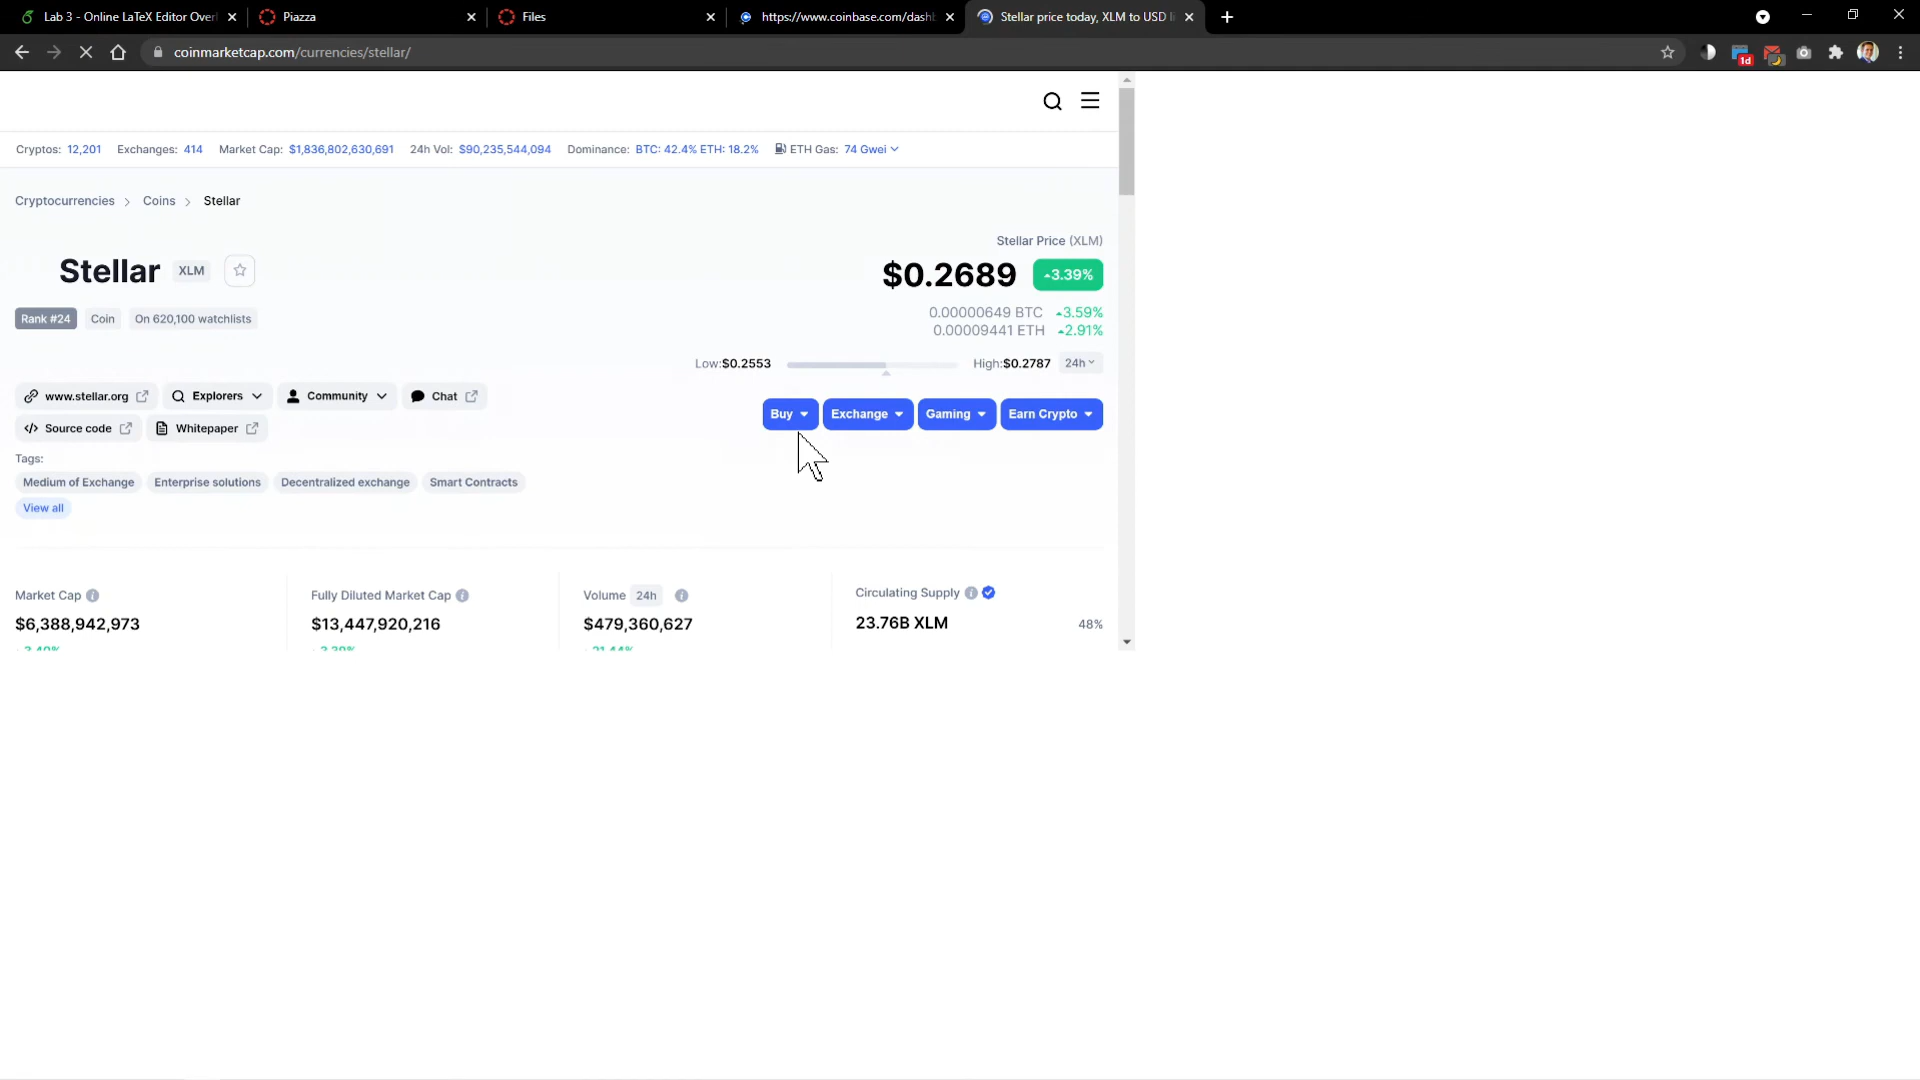 Lab 3 - Online LaTeX Editor Over
Piazza
Files
https://www.coinbase.com/dashb
Stellar price today, XLM to USD li
coinmarketcap.com/currencies/stellar/
1d
Cryptos: 12,201 Exchanges: 414 Market Cap: $1,836,802,630,691 24h Vol: $90,235,544,094 Dominance: BTC: 42.4% ETH: 18.2% ETH Gas: 74 Gwei
Cryptocurrencies > Coins > Stellar
Stellar Price (XLM)
Stellar XLM
$0.2689 3.39%
0.00000649 BTC 3.59%
Rank #24 Coin On 620,100 watchlists
0.00009441 ETH 2.91%
Low:$0.2553 High:$0.2787 24h
www.stellar.org Explorers Community Chat
Buy Exchange Gaming Earn Crypto
Source code Whitepaper
Tags:
Medium of Exchange Enterprise solutions Decentralized exchange Smart Contracts
View all
Market Cap Fully Diluted Market Cap Volume 24h Circulating Supply
$6,388,942,973 $13,447,920,216 $479,360,627 23.76B XLM 48%